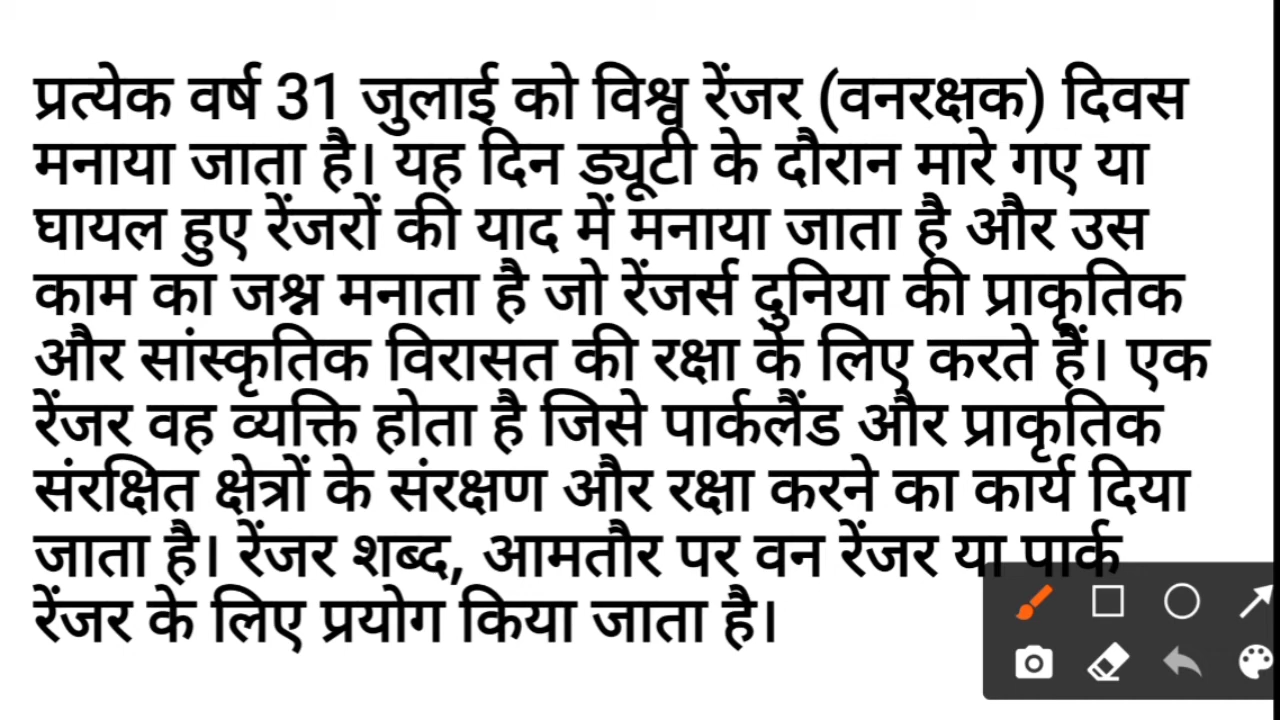 प्रत्येक वर्ष 31 जुलाई को विश्व रेंजर (वनरक्षक) दिवस
मनाया जाता है। यह दिन ड्यूटी के दौरान मारे गए या
घायल हुए रेंजरों की याद में मनाया जाता है और उस
काम का जश्न मनाता है जो रेंजर्स दुनिया की प्राकृतिक
और सांस्कृतिक विरासत की रक्षा के लिए करते हैं। एक
रेंजर वह व्यक्ति होता है जिसे पार्कलैंड और प्राकृतिक
संरक्षित क्षेत्रों के संरक्षण और रक्षा करने का कार्य दिया
जाता है। रेंजर शब्द, आमतौर पर वन रेंजर या पार्क
रेंजर के लिए प्रयोग किया जाता है।